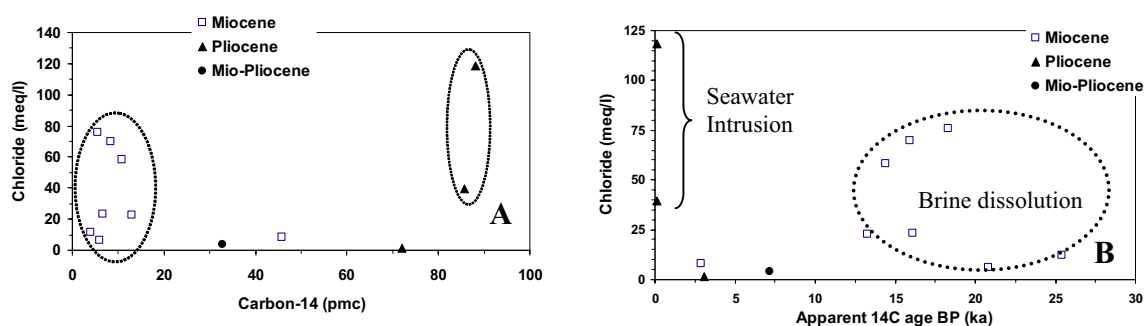 Miocene
Pliocene
Mio-Pliocene
Chloride (meq/l)
140
120
100
80
60
40
20
0
A
0 20 40 60 80 100
Carbon-14 (pmc)
Chloride (meq/l)
125
100
75
50
25
0
Miocene
Pliocene
Mio-Pliocene
Seawater
Intrusion
Brine dissolution
B
0 5 10 15 20 25 30
Apparent 14C age BP (ka)